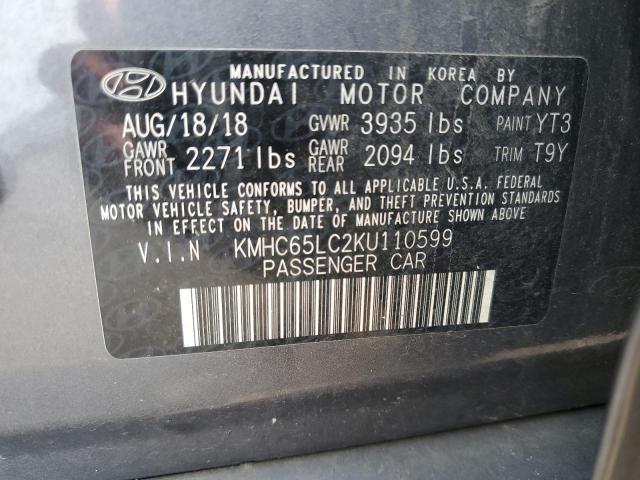 MANUFACTURED IN KOREA BY
HYUNDAI MOTOR COMPANY
AUG/18/18 GVWR 3935 lbs PAINT YT3
GAWR FRONT 2271 lbs GAWR REAR 2094 lbs TRIM T9Y
THIS VEHICLE CONFORMS TO ALL APPLICABLE U.S.A. FEDERAL
MOTOR VEHICLE SAFETY, BUMPER, AND THEFT PREVENTION STANDARDS
IN EFFECT ON THE DATE OF MANUFACTURE SHOWN ABOVE
V.I.N KMHC65LC2KU110599
PASSENGER CAR